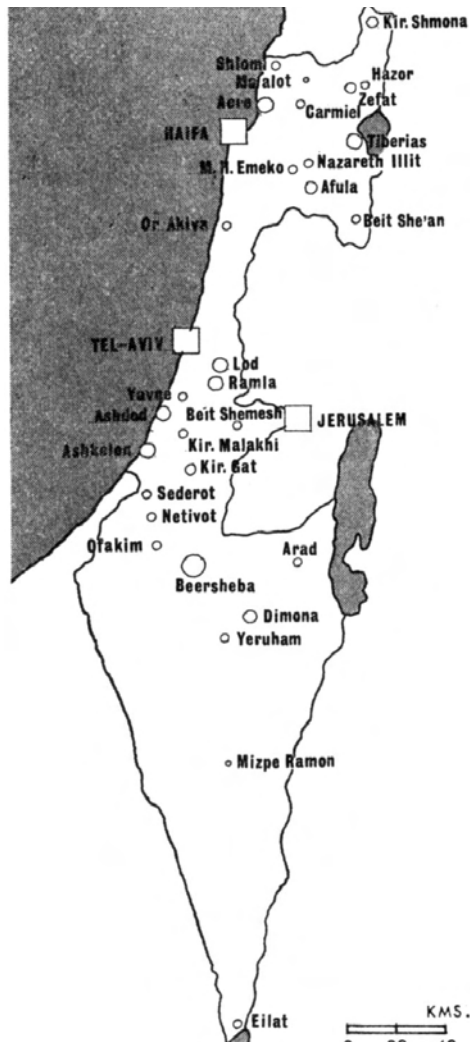 Kir. Shmona
Shlomi
Ma'alot
Hazor
Zefat
Acre
Carmiel
HAIFA
Tiberias
Nazareth Illit
M. H. Emeko
Afula
Or Akiva
Beit She'an
TEL-AVIV
Lod
Ramla
Yavne
Ashdod
Beit Shemesh
JERUSALEM
Kir. Malakhi
Ashkelon
Kir. Gat
Sederot
Netivot
Ofakim
Arad
Beersheba
Dimona
Yeruham
Mizpe Ramon
Eilat
KMS.